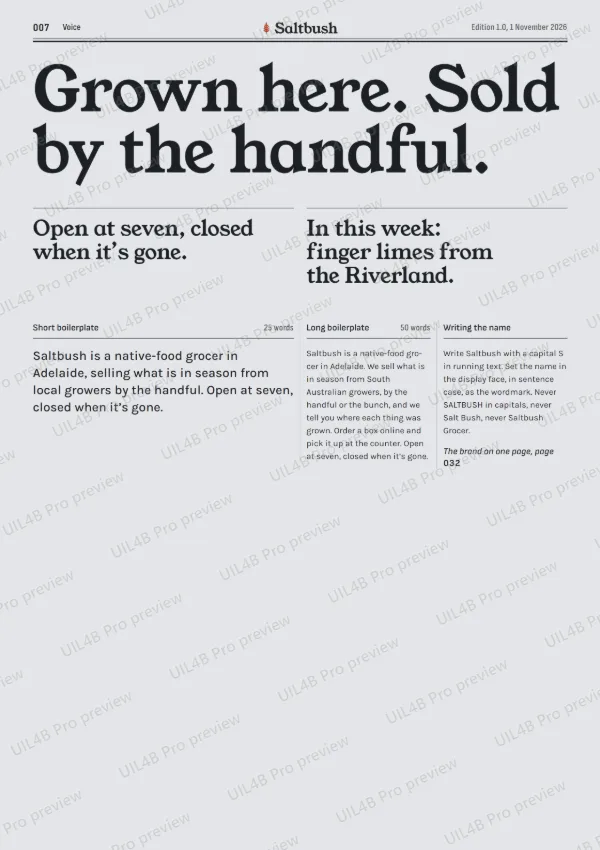 007 Voice Saltbush Edition 1.0, 1 November 2026
Grown here. Sold
by the handful.
Open at seven, closed
when it's gone.
In this week:
finger limes from
the Riverland.
Short boilerplate 25 words
Saltbush is a native-food grocer in
Adelaide, selling what is in season from
local growers by the handful. Open at seven,
closed when it's gone.
Long boilerplate 50 words
Saltbush is a native-food gro-
cer in Adelaide. We sell what is
in season from South
Australian growers, by the
handful or the bunch, and we
tell you where each thing was
grown. Order a box online and
pick it up at the counter. Open
at seven, closed when it's gone.
Writing the name
Write Saltbush with a capital S
in running text. Set the name in
the display face, in sentence
case, as the wordmark. Never
SALTBUSH in capitals, never
Salt Bush, never Saltbush
Grocer.
The brand on one page, page
032
UIL4B Pro preview